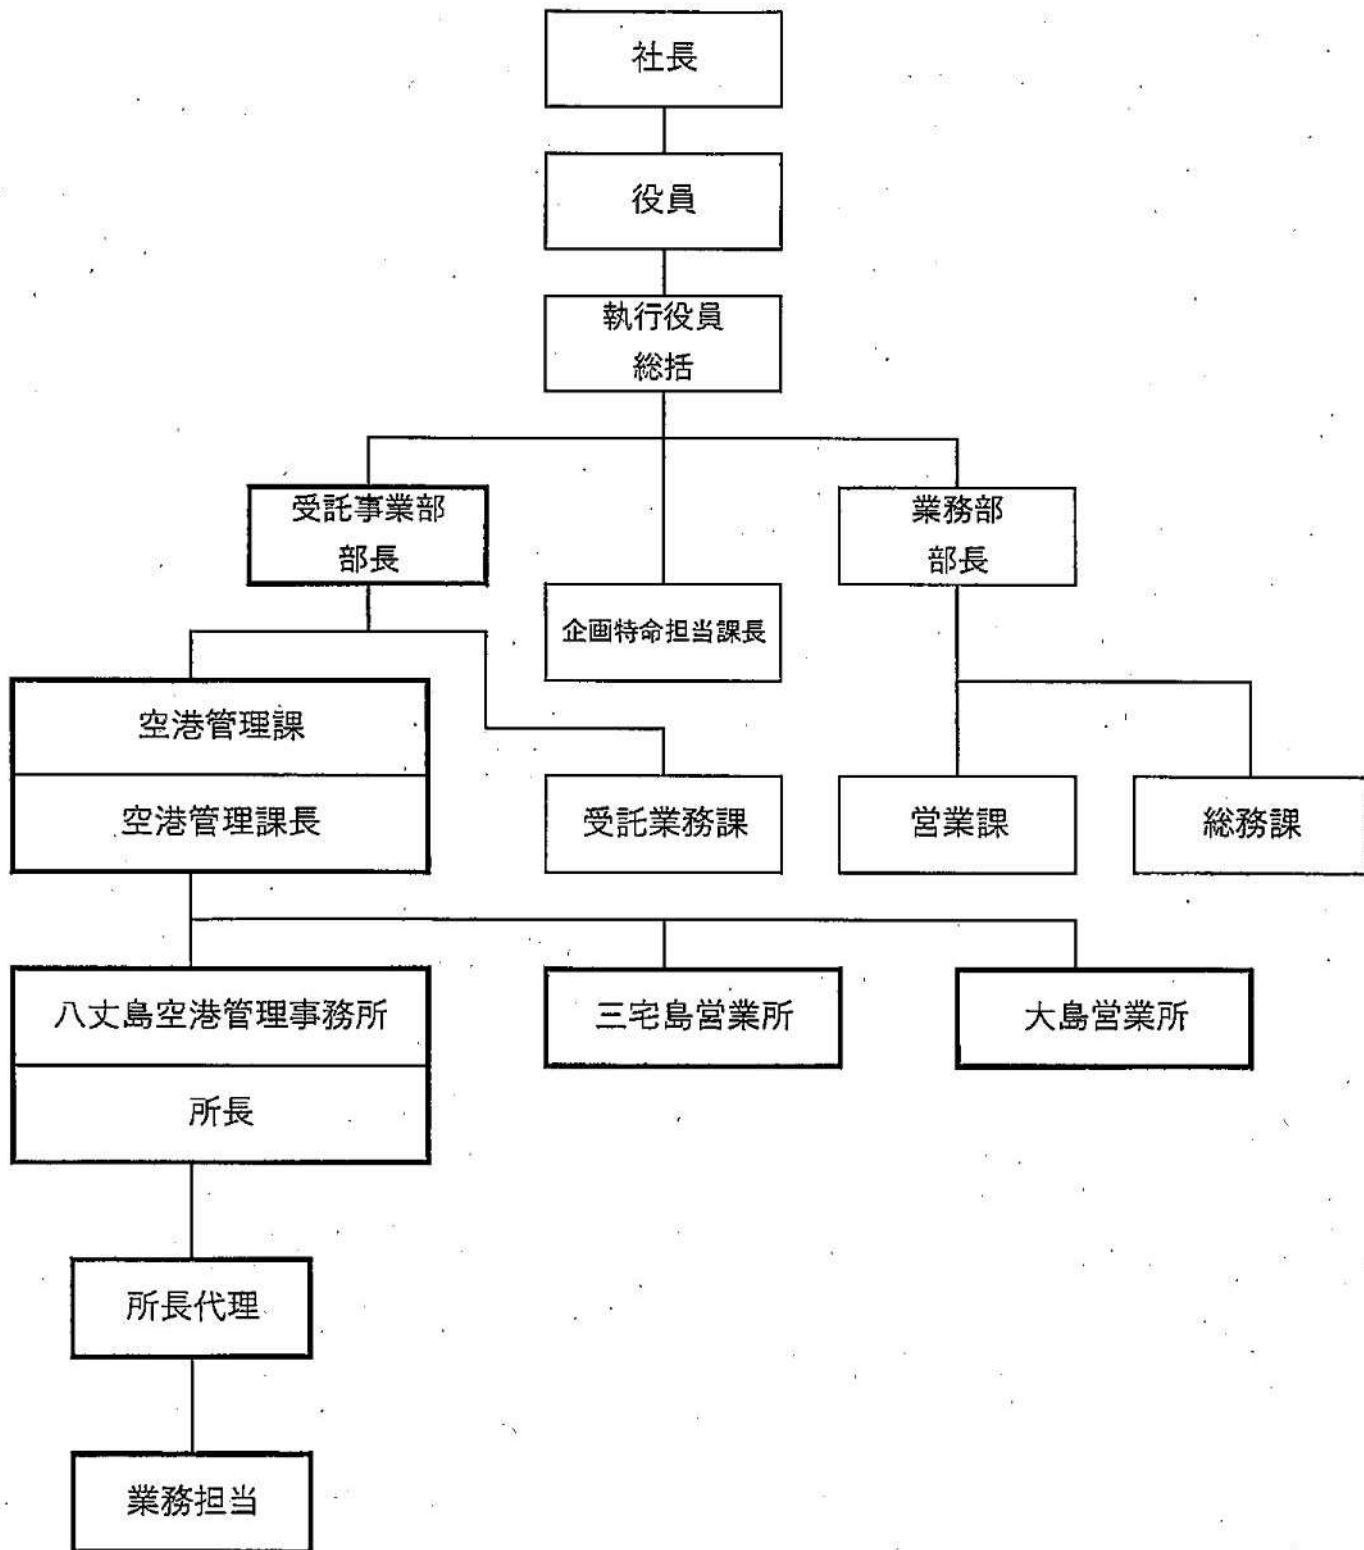 社長
役員
執行役員
総括
受託事業部
部長
業務部
部長
企画特命担当課長
空港管理課
空港管理課長
受託業務課
営業課
総務課
八丈島空港管理事務所
所長
三宅島営業所
大島営業所
所長代理
業務担当